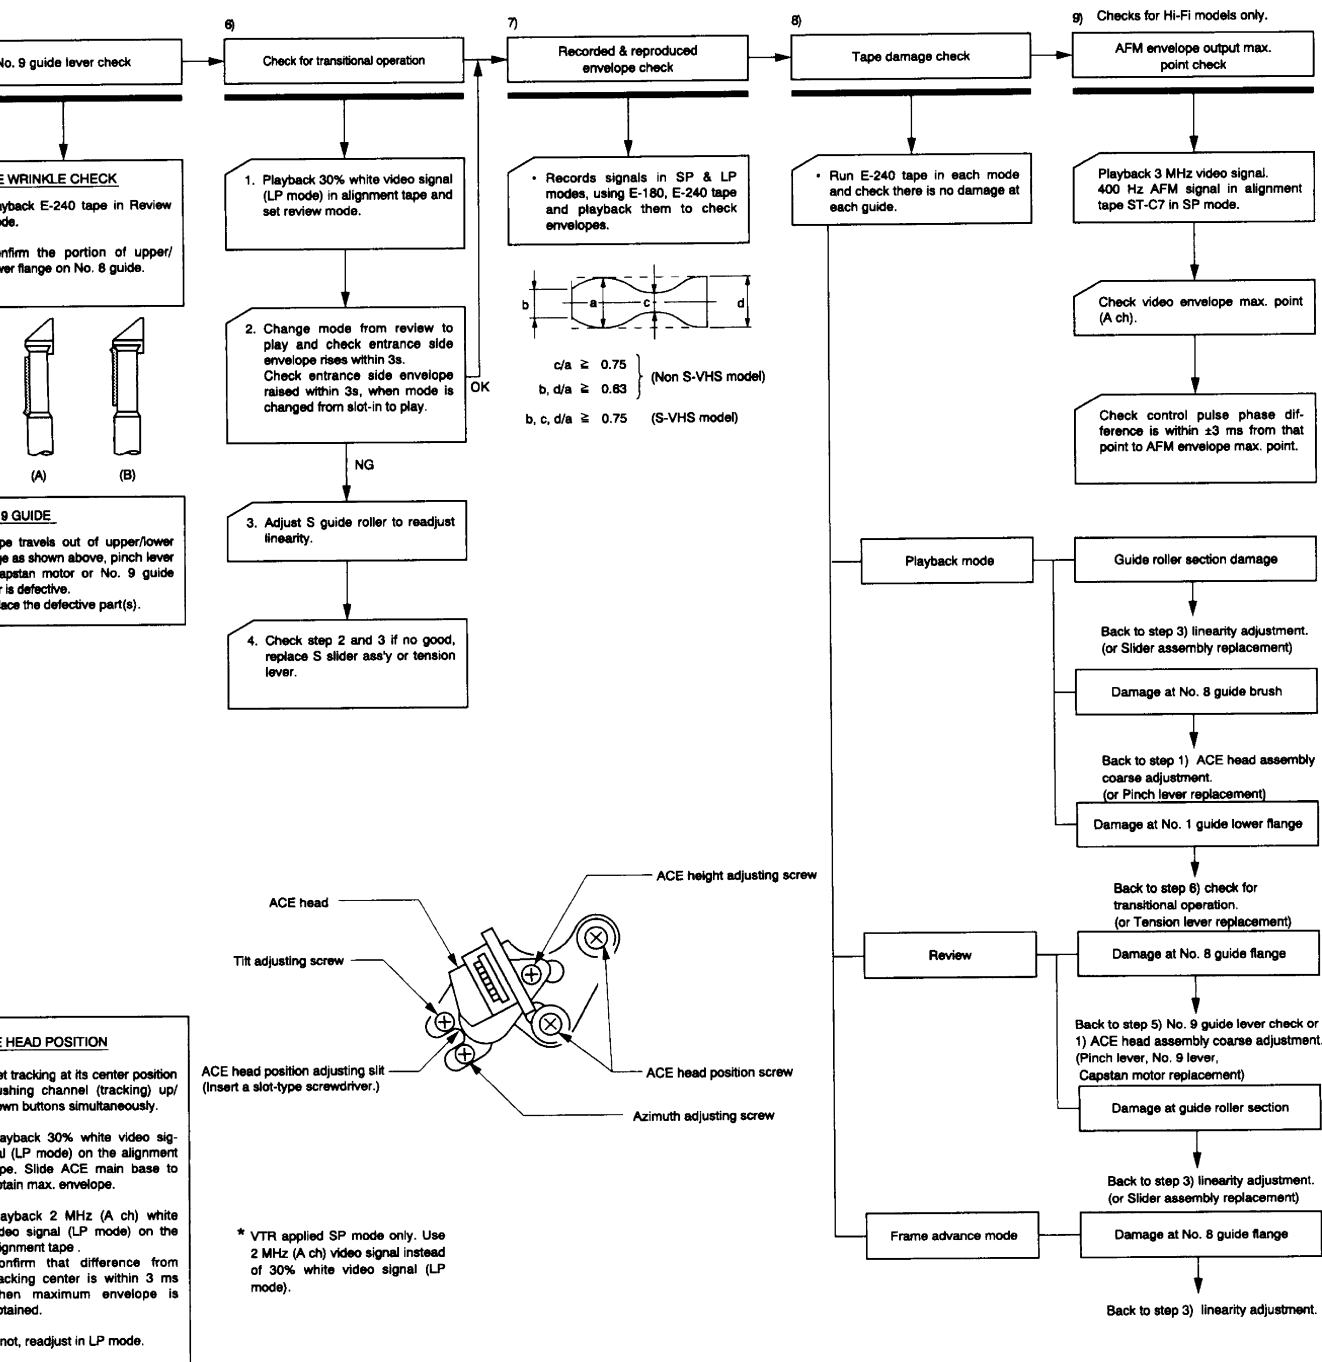 No. 9 guide lever check
WRINKLE CHECK
E-240 tape in Review
the portion of upper/
flange on No. 8 guide.
(A)
(B)
9 GUIDE
travels out of upper/lower
as shown above, pinch lever
motor or No. 9 guide
is defective.
the defective part(s).
HEAD POSITION
tracking at its center position
channel (tracking) up/
buttons simultaneously.
30% white video sig-
(LP mode) on the alignment
Slide ACE main base to
max. envelope.
2 MHz (A ch) white
signal (LP mode) on the
tape .
that difference from
center is within 3 ms
maximum envelope is
not, readjust in LP mode.
6)
Check for transitional operation
1. Playback 30% white video signal
(LP mode) in alignment tape and
set review mode.
2. Change mode from review to
play and check entrance side
envelope rises within 3s.
Check entrance side envelope
raised within 3s, when mode is
changed from slot-in to play.
OK
NG
3. Adjust S guide roller to readjust
linearity.
4. Check step 2 and 3 if no good,
replace S slider ass'y or tension
lever.
7)
Recorded & reproduced
envelope check
• Records signals in SP & LP
modes, using E-180, E-240 tape
and playback them to check
envelopes.
b a c d
c/a ≧ 0.75
b, d/a ≧ 0.63
(Non S-VHS model)
b, c, d/a ≧ 0.75 (S-VHS model)
8)
Tape damage check
• Run E-240 tape in each mode
and check there is no damage at
each guide.
9) Checks for Hi-Fi models only.
AFM envelope output max.
point check
Playback 3 MHz video signal.
400 Hz AFM signal in alignment
tape ST-C7 in SP mode.
Check video envelope max. point
(A ch).
Check control pulse phase dif-
ference is within ±3 ms from that
point to AFM envelope max. point.
Playback mode
Guide roller section damage
Back to step 3) linearity adjustment.
(or Slider assembly replacement)
Damage at No. 8 guide brush
Back to step 1) ACE head assembly
coarse adjustment.
(or Pinch lever replacement)
Damage at No. 1 guide lower flange
Back to step 6) check for
transitional operation.
(or Tension lever replacement)
Review
Damage at No. 8 guide flange
Back to step 5) No. 9 guide lever check or
1) ACE head assembly coarse adjustment.
(Pinch lever, No. 9 lever,
Capstan motor replacement)
Damage at guide roller section
Back to step 3) linearity adjustment.
(or Slider assembly replacement)
Frame advance mode
Damage at No. 8 guide flange
Back to step 3) linearity adjustment.
ACE height adjusting screw
ACE head
Tilt adjusting screw
ACE head position adjusting slit
(Insert a slot-type screwdriver.)
ACE head position screw
Azimuth adjusting screw
* VTR applied SP mode only. Use
2 MHz (A ch) video signal instead
of 30% white video signal (LP
mode).